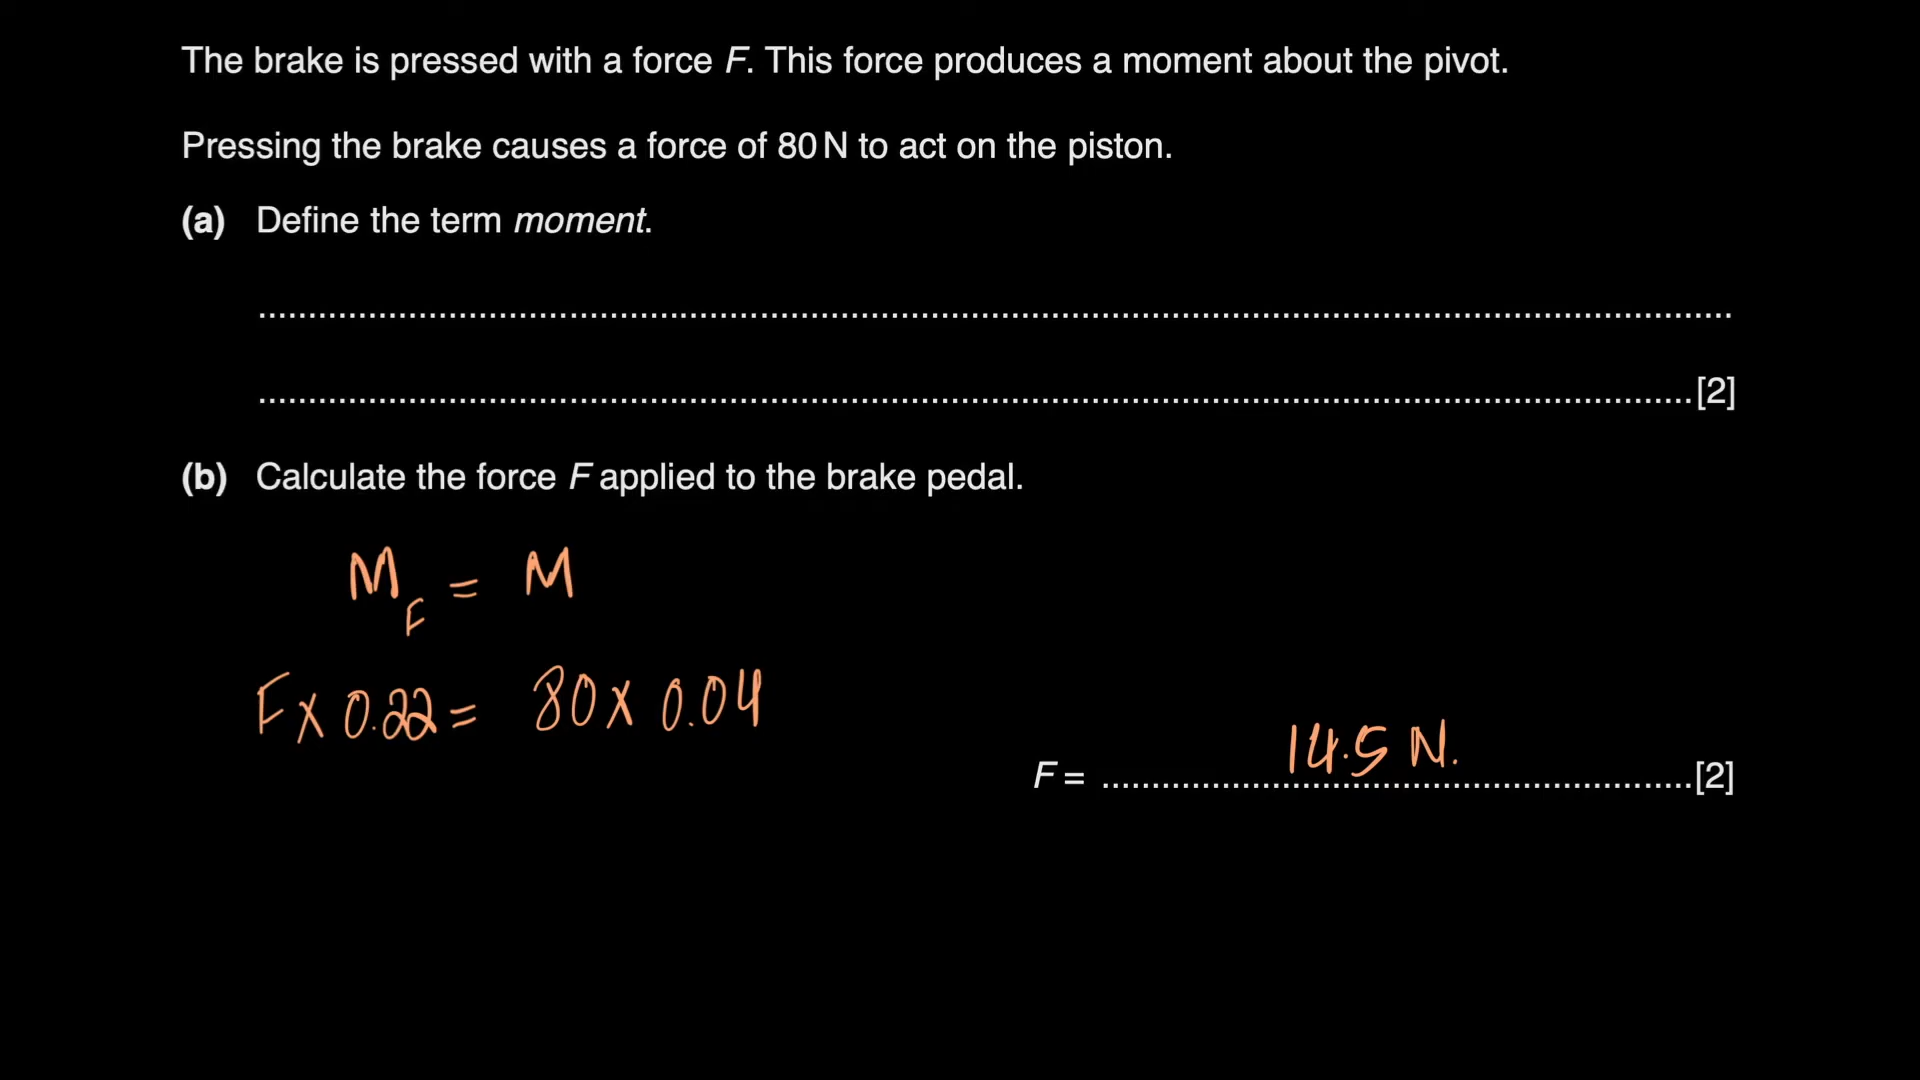 The brake is pressed with a force F. This force produces a moment about the pivot.
Pressing the brake causes a force of 80 N to act on the piston.
(a) Define the term moment.
[2]
(b) Calculate the force F applied to the brake pedal.
M_F = M
F x 0.22 = 80 x 0.04
14.5 N.
F = [2]